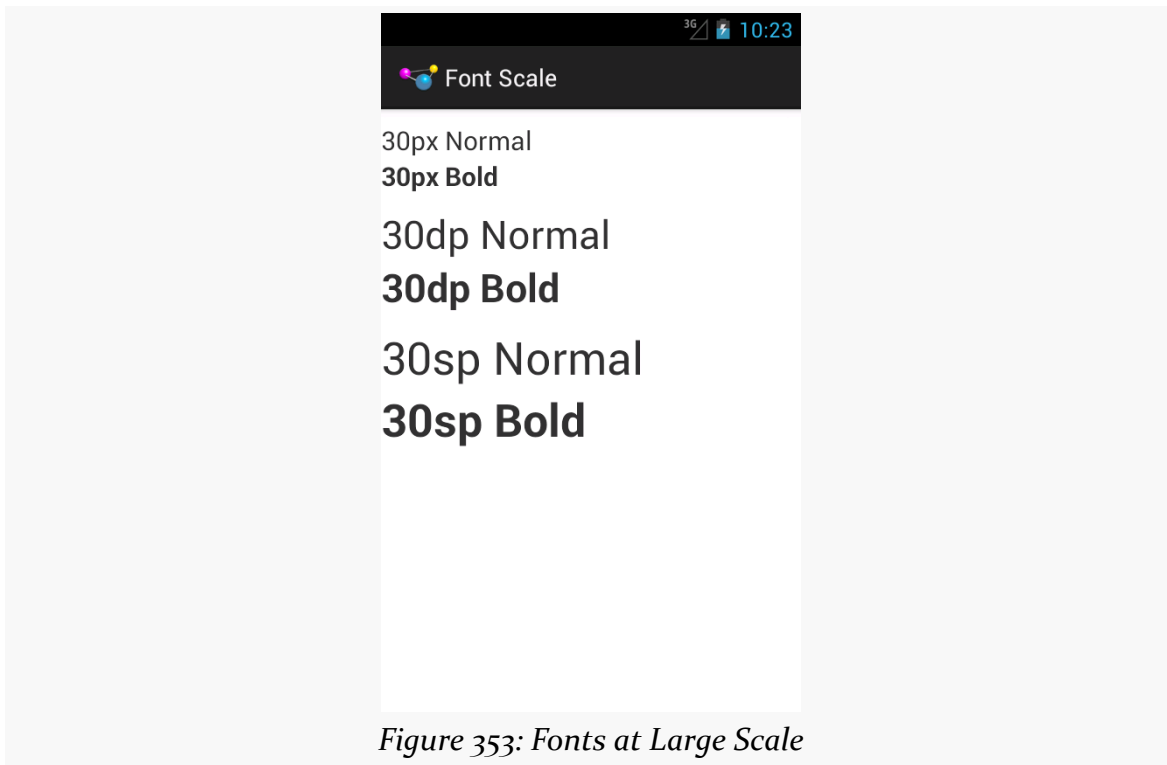 3G 10:23
Font Scale
30px Normal
30px Bold
30dp Normal
30dp Bold
30sp Normal
30sp Bold
Figure 353: Fonts at Large Scale